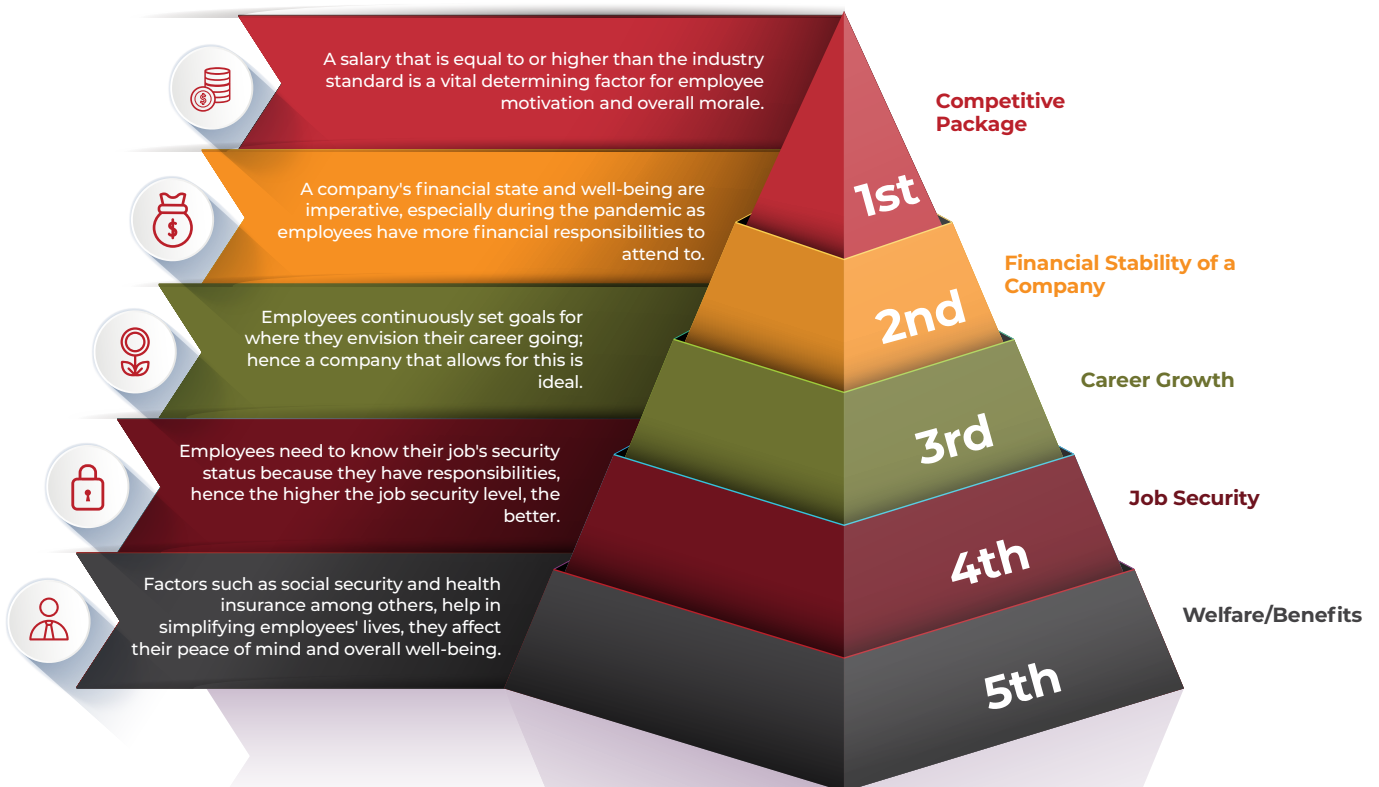 A salary that is equal to or higher than the industry
standard is a vital determining factor for employee
motivation and overall morale.
Competitive
Package
1st
A company's financial state and well-being are
imperative, especially during the pandemic as
employees have more financial responsibilities to
attend to.
Financial Stability of a
Company
2nd
Employees continuously set goals for
where they envision their career going;
hence a company that allows for this is
ideal.
Career Growth
3rd
Employees need to know their job's security
status because they have responsibilities,
hence the higher the job security level, the
better.
Job Security
4th
Factors such as social security and health
insurance among others, help in
simplifying employees' lives, they affect
their peace of mind and overall well-being.
Welfare/Benefits
5th